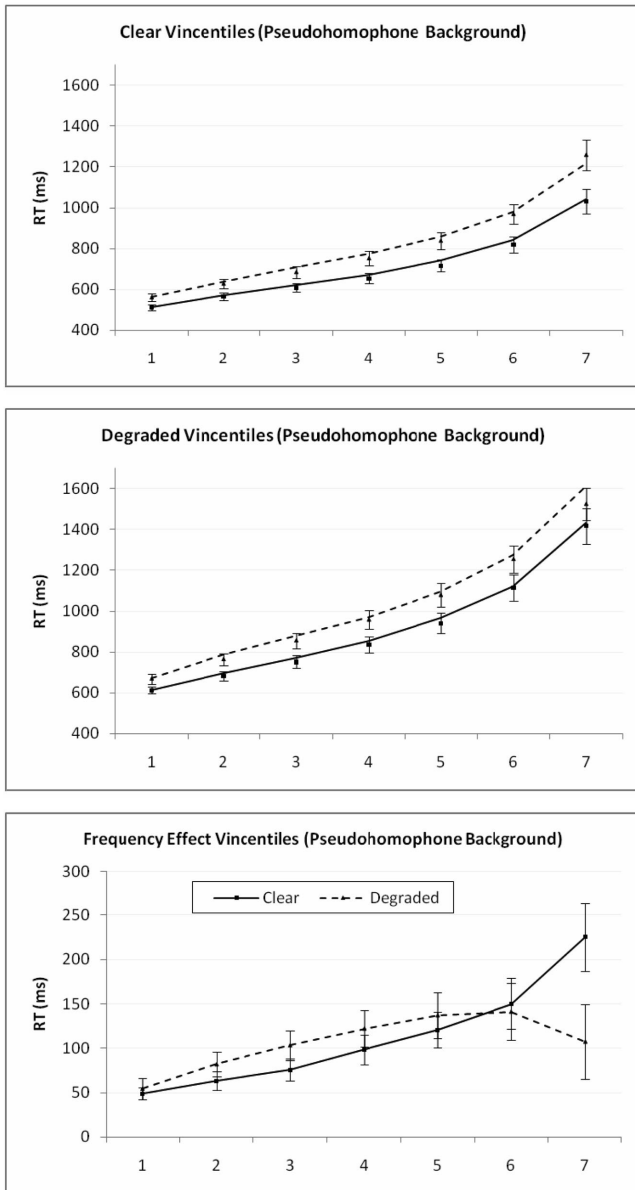 Clear Vincentiles (Pseudohomophone Background)
1600
1400
1200
1000
800
600
400
RT (ms)
1 2 3 4 5 6 7
Degraded Vincentiles (Pseudohomophone Background)
1600
1400
1200
1000
800
600
400
RT (ms)
1 2 3 4 5 6 7
Frequency Effect Vincentiles (Pseudohomophone Background)
Clear Degraded
300
250
200
150
100
50
0
RT (ms)
1 2 3 4 5 6 7